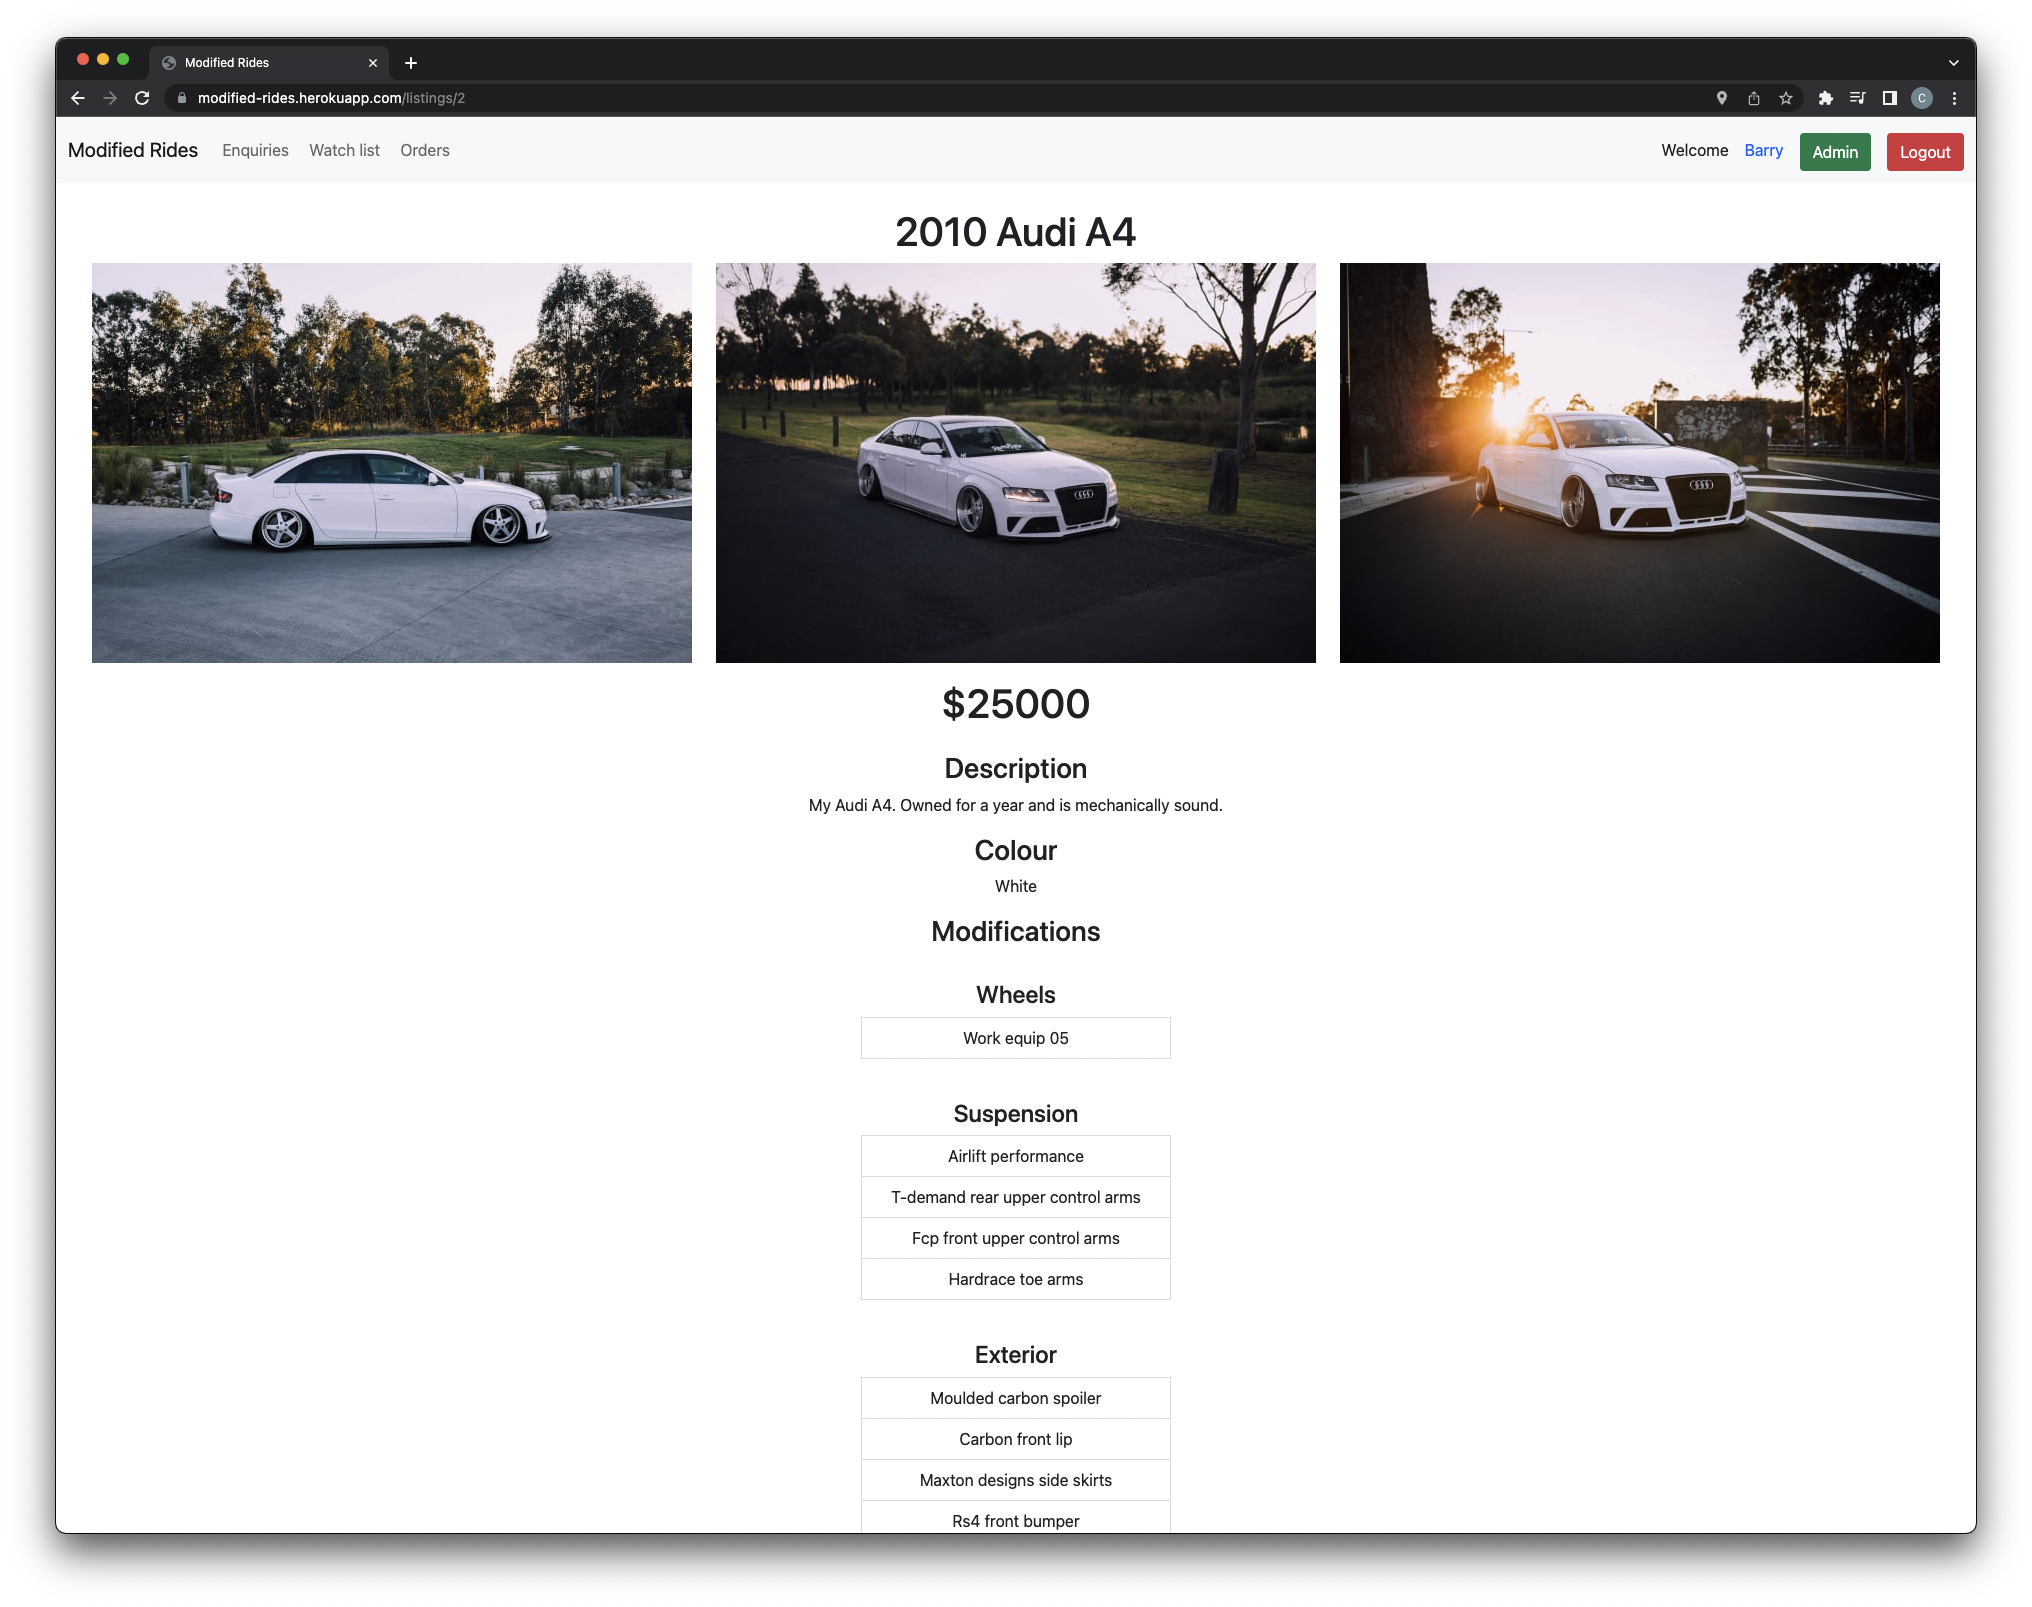 Modified Rides
modified-rides.herokuapp.com/listings/2
C
Modified Rides Enquiries Watch list Orders Welcome Barry Admin Logout
2010 Audi A4
$25000
Description
My Audi A4. Owned for a year and is mechanically sound.
Colour
White
Modifications
Wheels
Work equip 05
Suspension
Airlift performance
T-demand rear upper control arms
Fcp front upper control arms
Hardrace toe arms
Exterior
Moulded carbon spoiler
Carbon front lip
Maxton designs side skirts
Rs4 front bumper